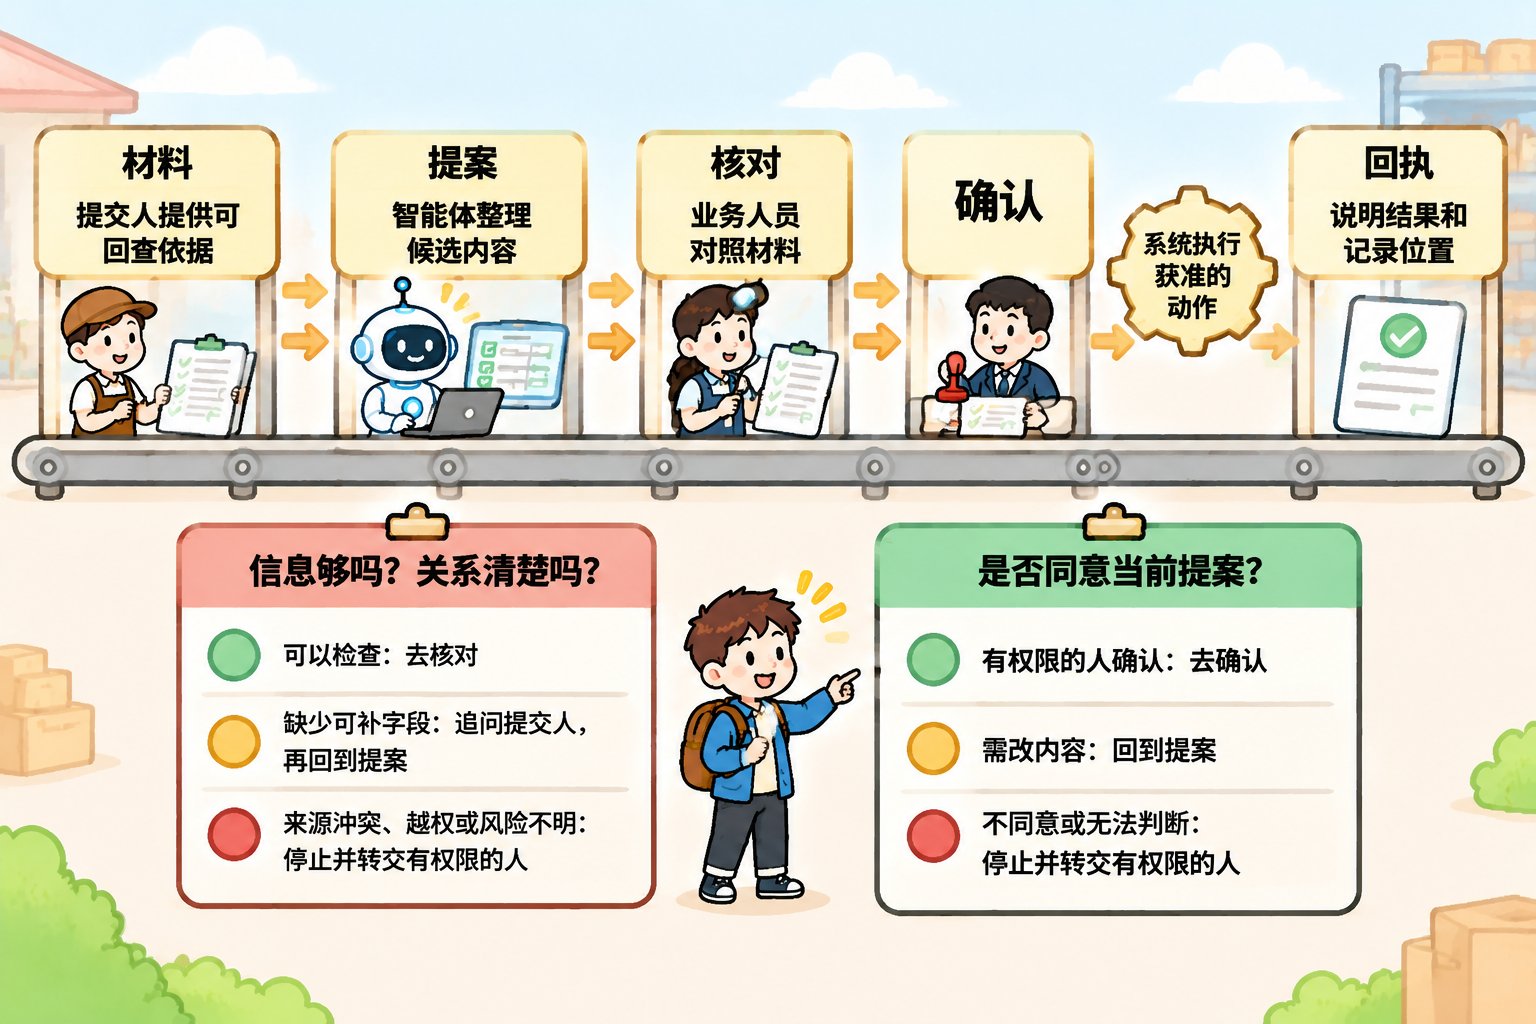 材料
提交人提供可
回查依据
提案
智能体整理
候选内容
核对
业务人员
对照材料
确认
系统执行
获准的
动作
回执
说明结果和
记录位置
信息够吗？关系清楚吗？
可以检查：去核对
缺少可补字段：追问提交人，
再回到提案
来源冲突、越权或风险不明：
停止并转交有权限的人
是否同意当前提案？
有权限的人确认：去确认
需改内容：回到提案
不同意或无法判断：
停止并转交有权限的人